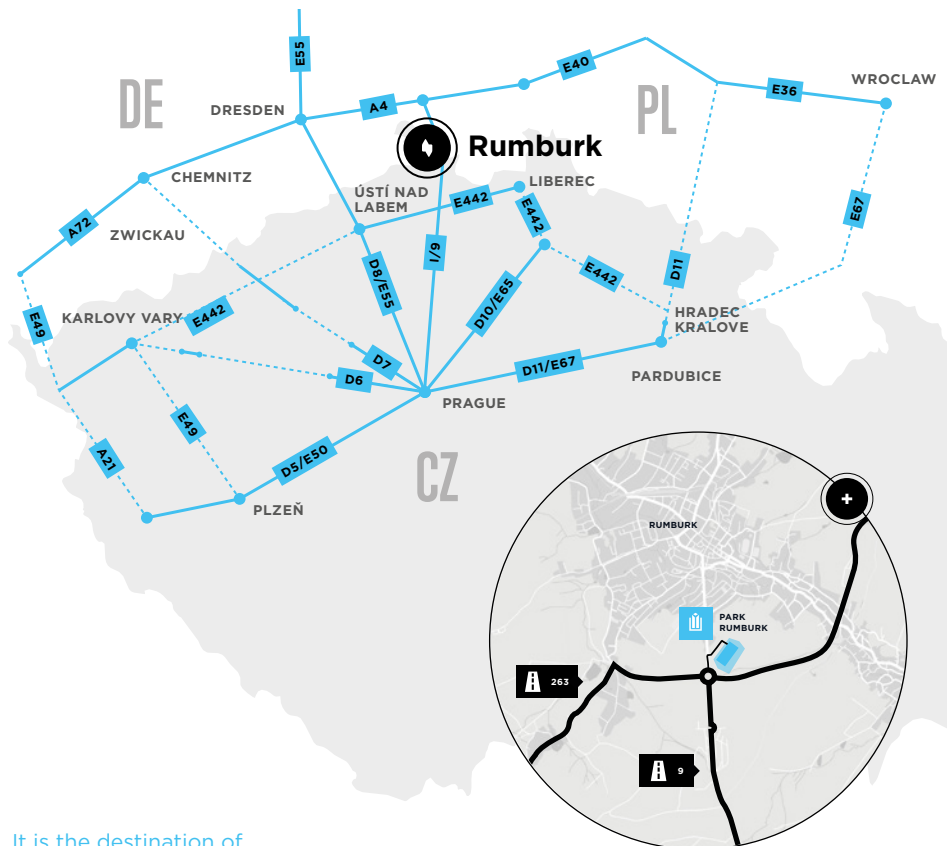 E55
E40
WROCLAW
DE
E36
PL
DRESDEN
A4
Rumburk
CHEMNITZ
LIBEREC
ÚSTÍ NAD
LABEM
E442
E442
E67
A72
ZWICKAU
I/9
D8/E55
E442
D11
D10/E65
E49
KARLOVY VARY
E442
HRADEC
KRALOVE
D7
D11/E67
D6
PARDUBICE
PRAGUE
E49
A21
D5/E50
CZ
PLZEŇ
RUMBURK
PARK
RUMBURK
263
9
It is the destination of